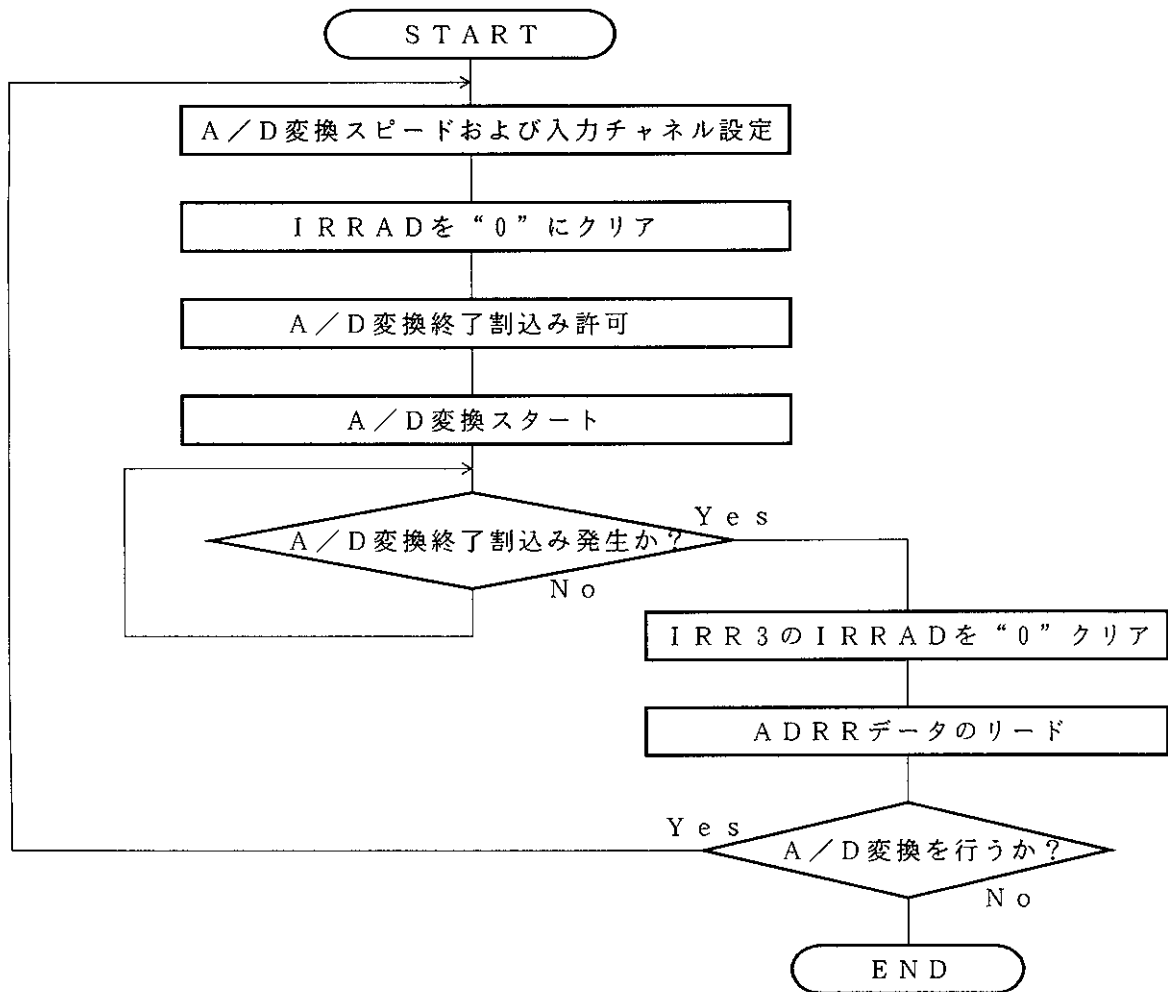 START
A/D変換スピードおよび入力チャネル設定
IRRADを“0”にクリア
A/D変換終了割込み許可
A/D変換スタート
A/D変換終了割込み発生か?
Yes
No
IRR3のIRRADを“0”クリア
ADRRデータのリード
A/D変換を行うか?
Yes
No
END